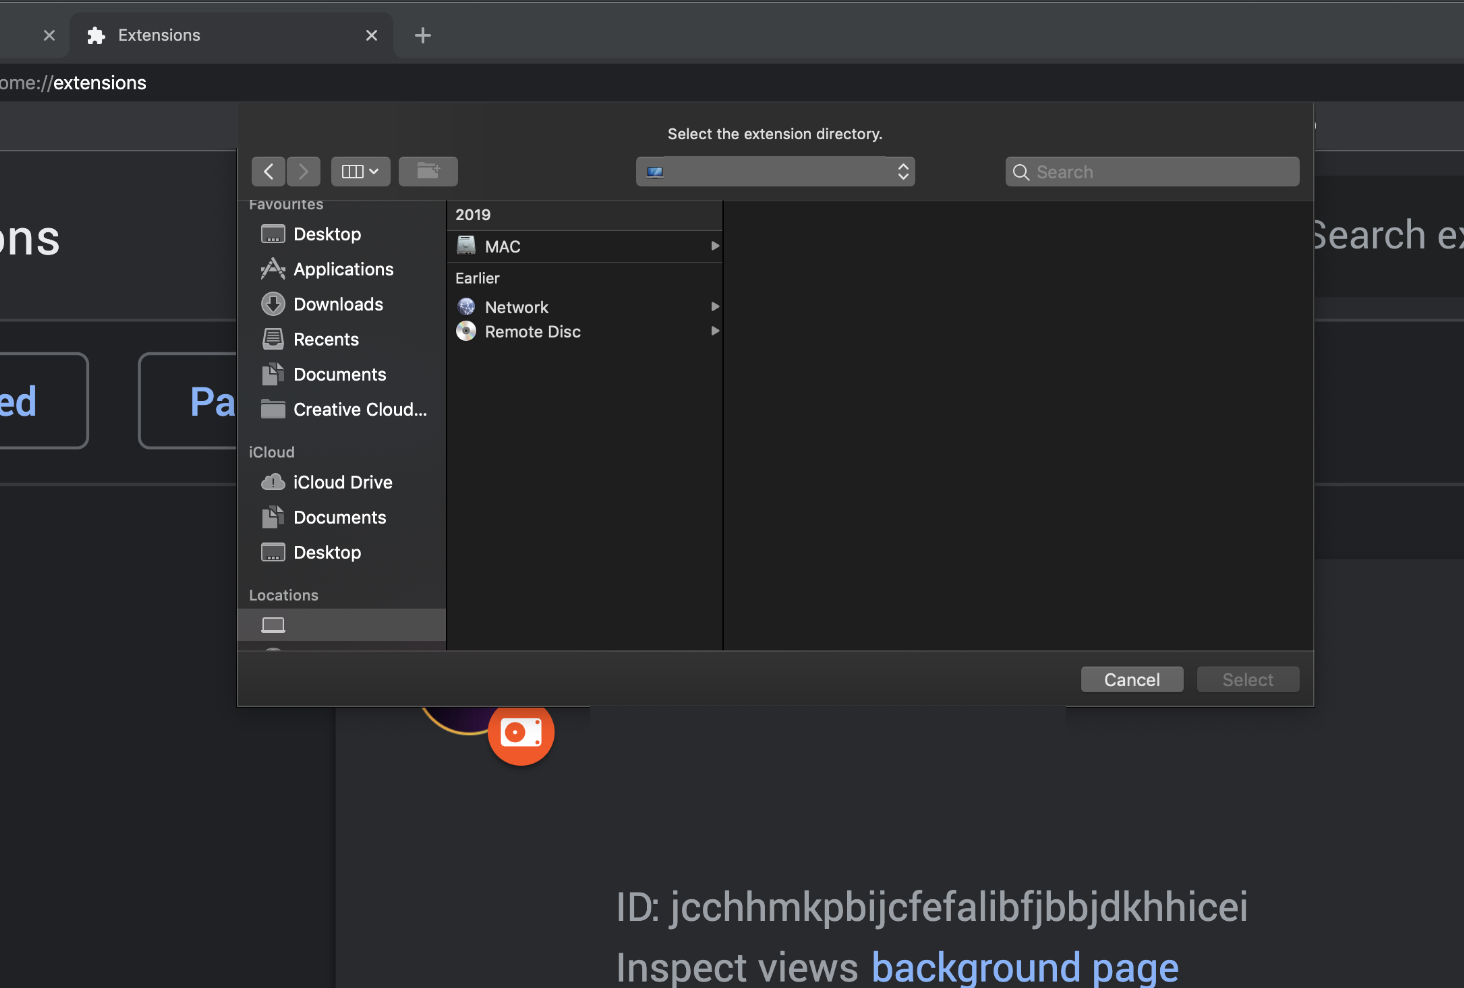 Extensions
ome://extensions
Select the extension directory.
Search
ons
Search ex
Favourites
Desktop
Applications
Downloads
Recents
Documents
Creative Cloud...
iCloud
iCloud Drive
Documents
Desktop
Locations
2019
MAC
Earlier
Network
Remote Disc
ed
Pa
Cancel
Select
ID: jcchhmkpbijcfefalibfjbbjdkhhicei
Inspect views background page